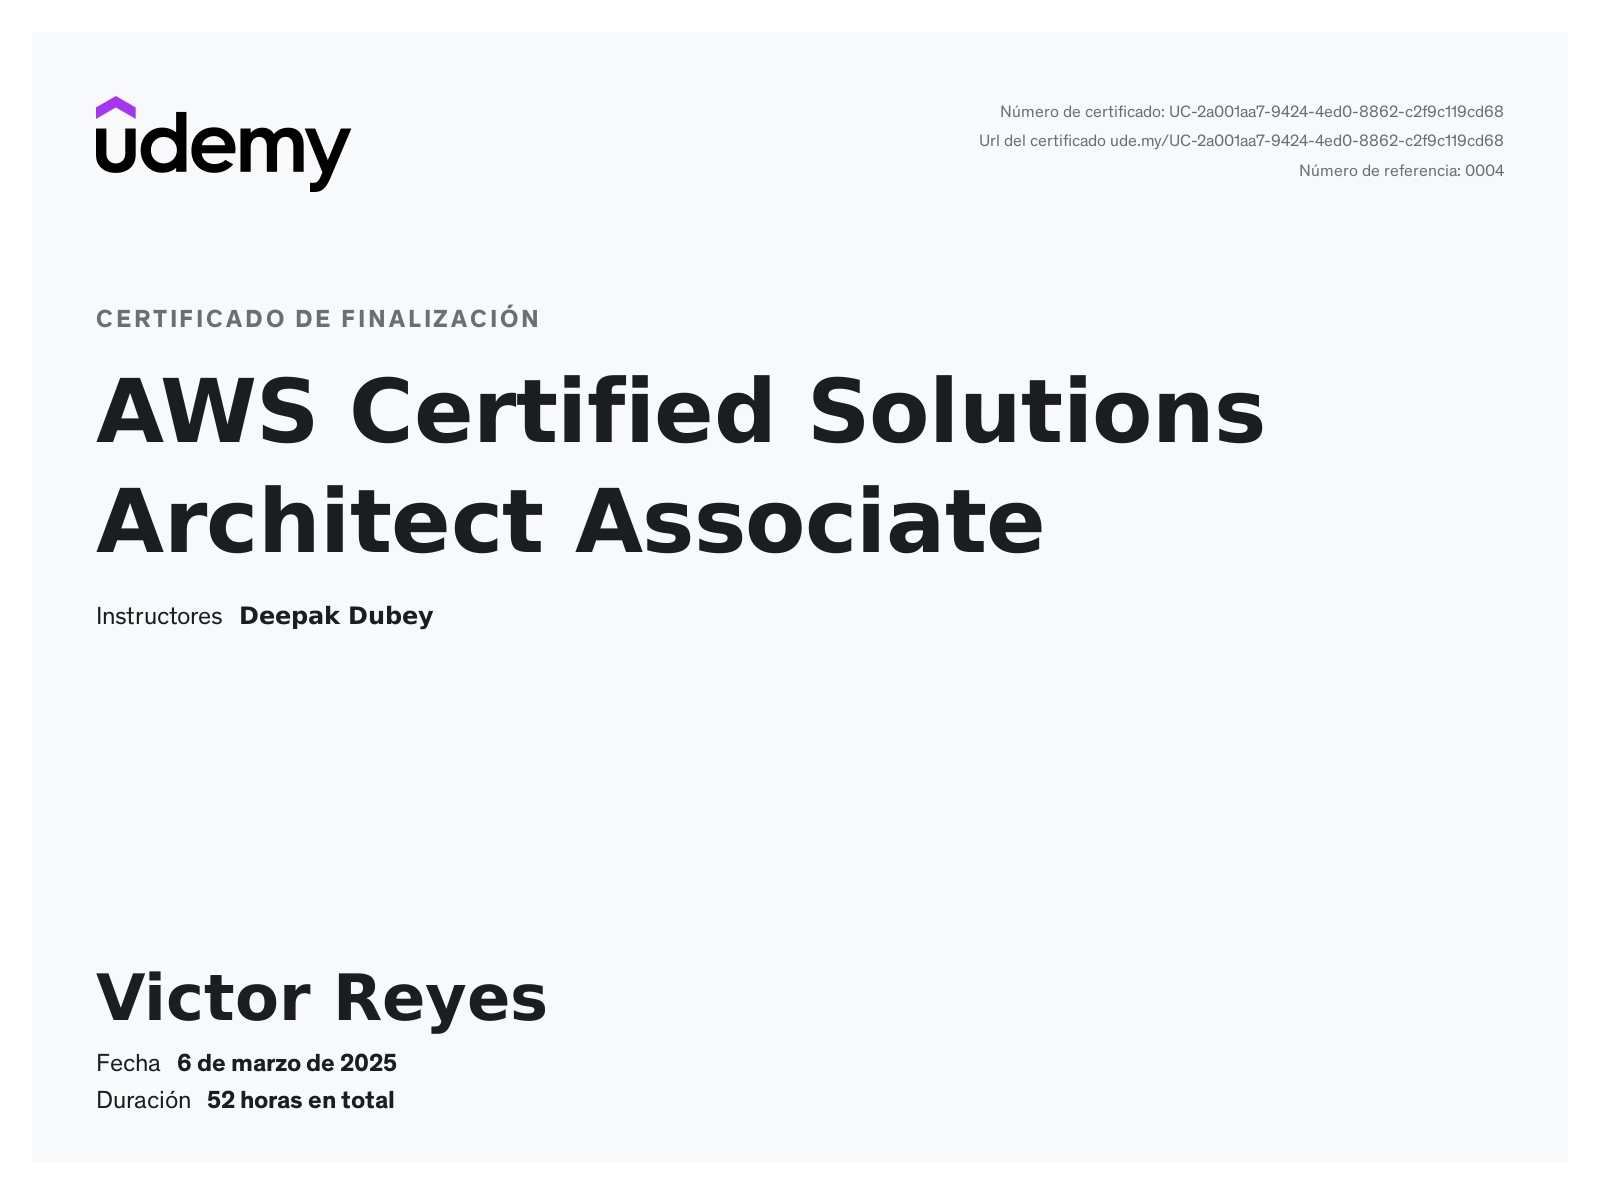 udemy
Número de certificado: UC-2a001aa7-9424-4ed0-8862-c2f9c119cd68
Url del certificado ude.my/UC-2a001aa7-9424-4ed0-8862-c2f9c119cd68
Número de referencia: 0004
CERTIFICADO DE FINALIZACIÓN
AWS Certified Solutions
Architect Associate
Instructores Deepak Dubey
Victor Reyes
Fecha 6 de marzo de 2025
Duración 52 horas en total